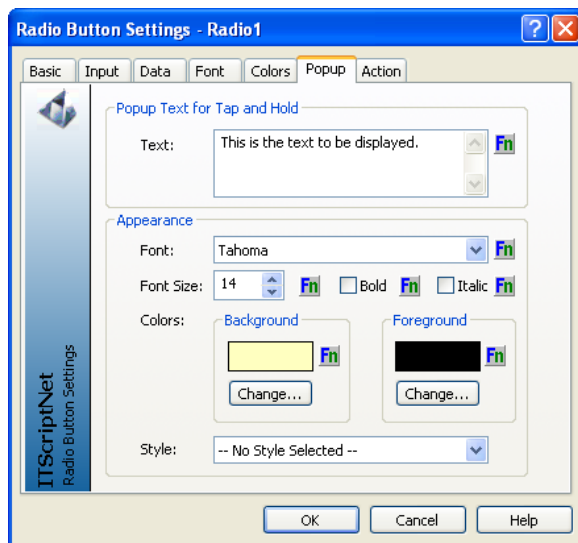 Radio Button Settings - Radio1
Basic Input Data Font Colors Popup Action
Popup Text for Tap and Hold
Text: This is the text to be displayed. Fn
Appearance
Font: Tahoma Fn
Font Size: 14 Fn Bold Fn Italic Fn
Colors: Background Foreground
Fn Fn
Change... Change...
Style: -- No Style Selected --
ITScriptNet
Radio Button Settings
OK Cancel Help